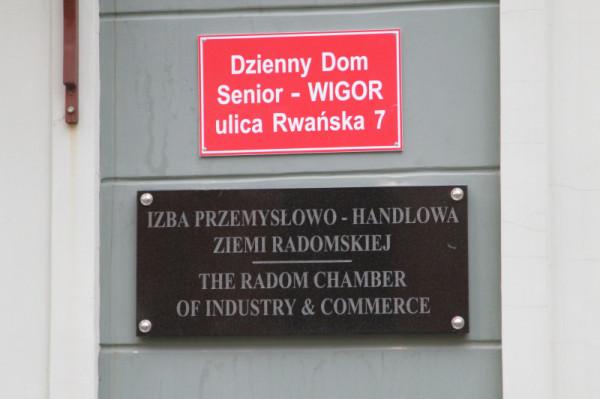 Dzienny Dom
Senior - WIGOR
ulica Rwańska 7
IZBA PRZEMYSŁOWO - HANDLOWA
ZIEMI RADOMSKIEJ
THE RADOM CHAMBER
OF INDUSTRY & COMMERCE